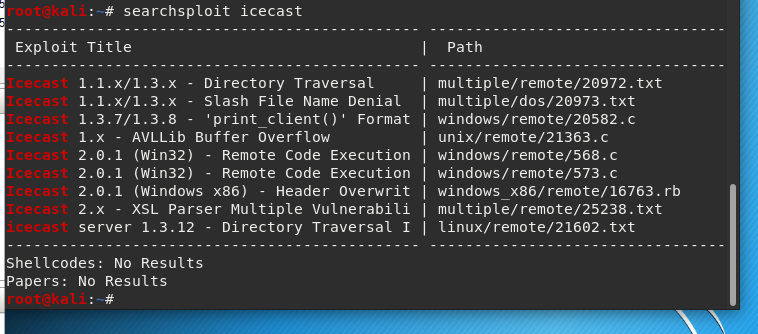 root@kali:~# searchsploit icecast
---------------------------------------------- ---------------------------------
 Exploit Title                                |  Path
---------------------------------------------- ---------------------------------
Icecast 1.1.x/1.3.x - Directory Traversal     | multiple/remote/20972.txt
Icecast 1.1.x/1.3.x - Slash File Name Denial  | multiple/dos/20973.txt
Icecast 1.3.7/1.3.8 - 'print_client()' Format | windows/remote/20582.c
Icecast 1.x - AVLLib Buffer Overflow          | unix/remote/21363.c
Icecast 2.0.1 (Win32) - Remote Code Execution | windows/remote/568.c
Icecast 2.0.1 (Win32) - Remote Code Execution | windows/remote/573.c
Icecast 2.0.1 (Windows x86) - Header Overwrit | windows_x86/remote/16763.rb
Icecast 2.x - XSL Parser Multiple Vulnerabili | multiple/remote/25238.txt
icecast server 1.3.12 - Directory Traversal I | linux/remote/21602.txt
---------------------------------------------- ---------------------------------
Shellcodes: No Results
Papers: No Results
root@kali:~#